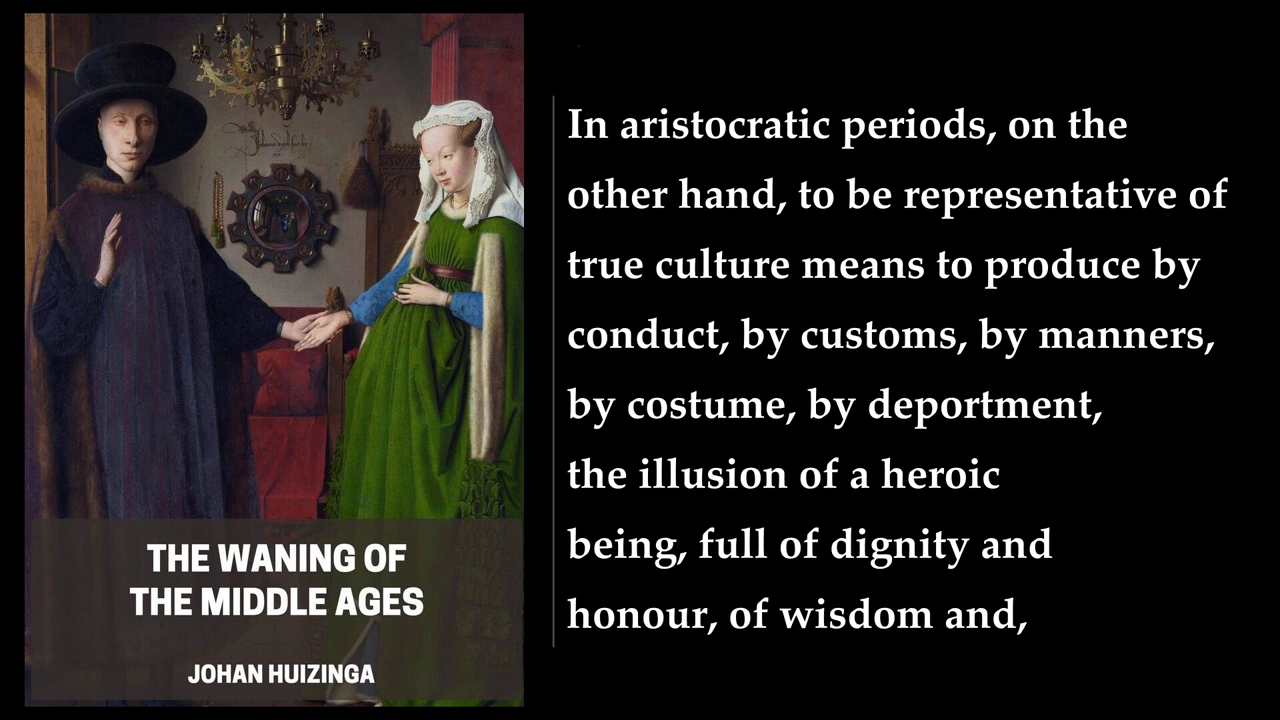 THE WANING OF
THE MIDDLE AGES
JOHAN HUIZINGA
In aristocratic periods, on the
other hand, to be representative of
true culture means to produce by
conduct, by customs, by manners,
by costume, by deportment,
the illusion of a heroic
being, full of dignity and
honour, of wisdom and,